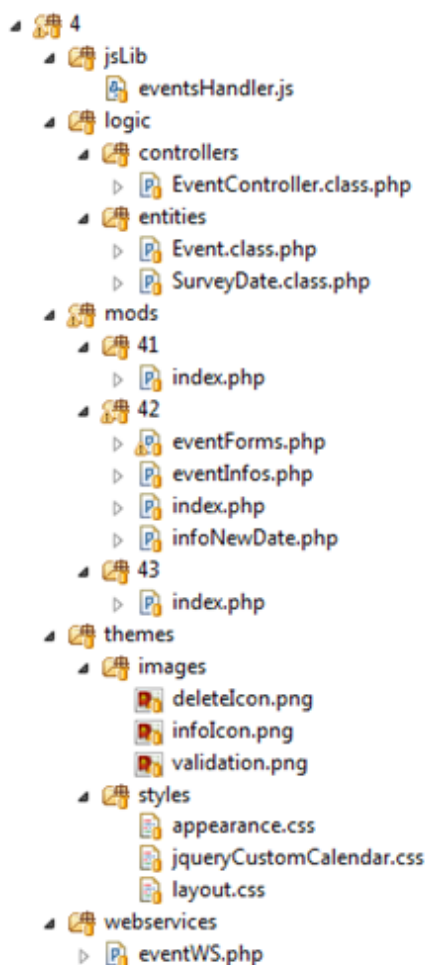 4
jsLib
eventsHandler.js
logic
controllers
EventController.class.php
entities
Event.class.php
SurveyDate.class.php
mods
41
index.php
42
eventForms.php
eventInfos.php
index.php
infoNewDate.php
43
index.php
themes
images
deleteIcon.png
infoIcon.png
validation.png
styles
appearance.css
jqueryCustomCalendar.css
layout.css
webservices
eventWS.php